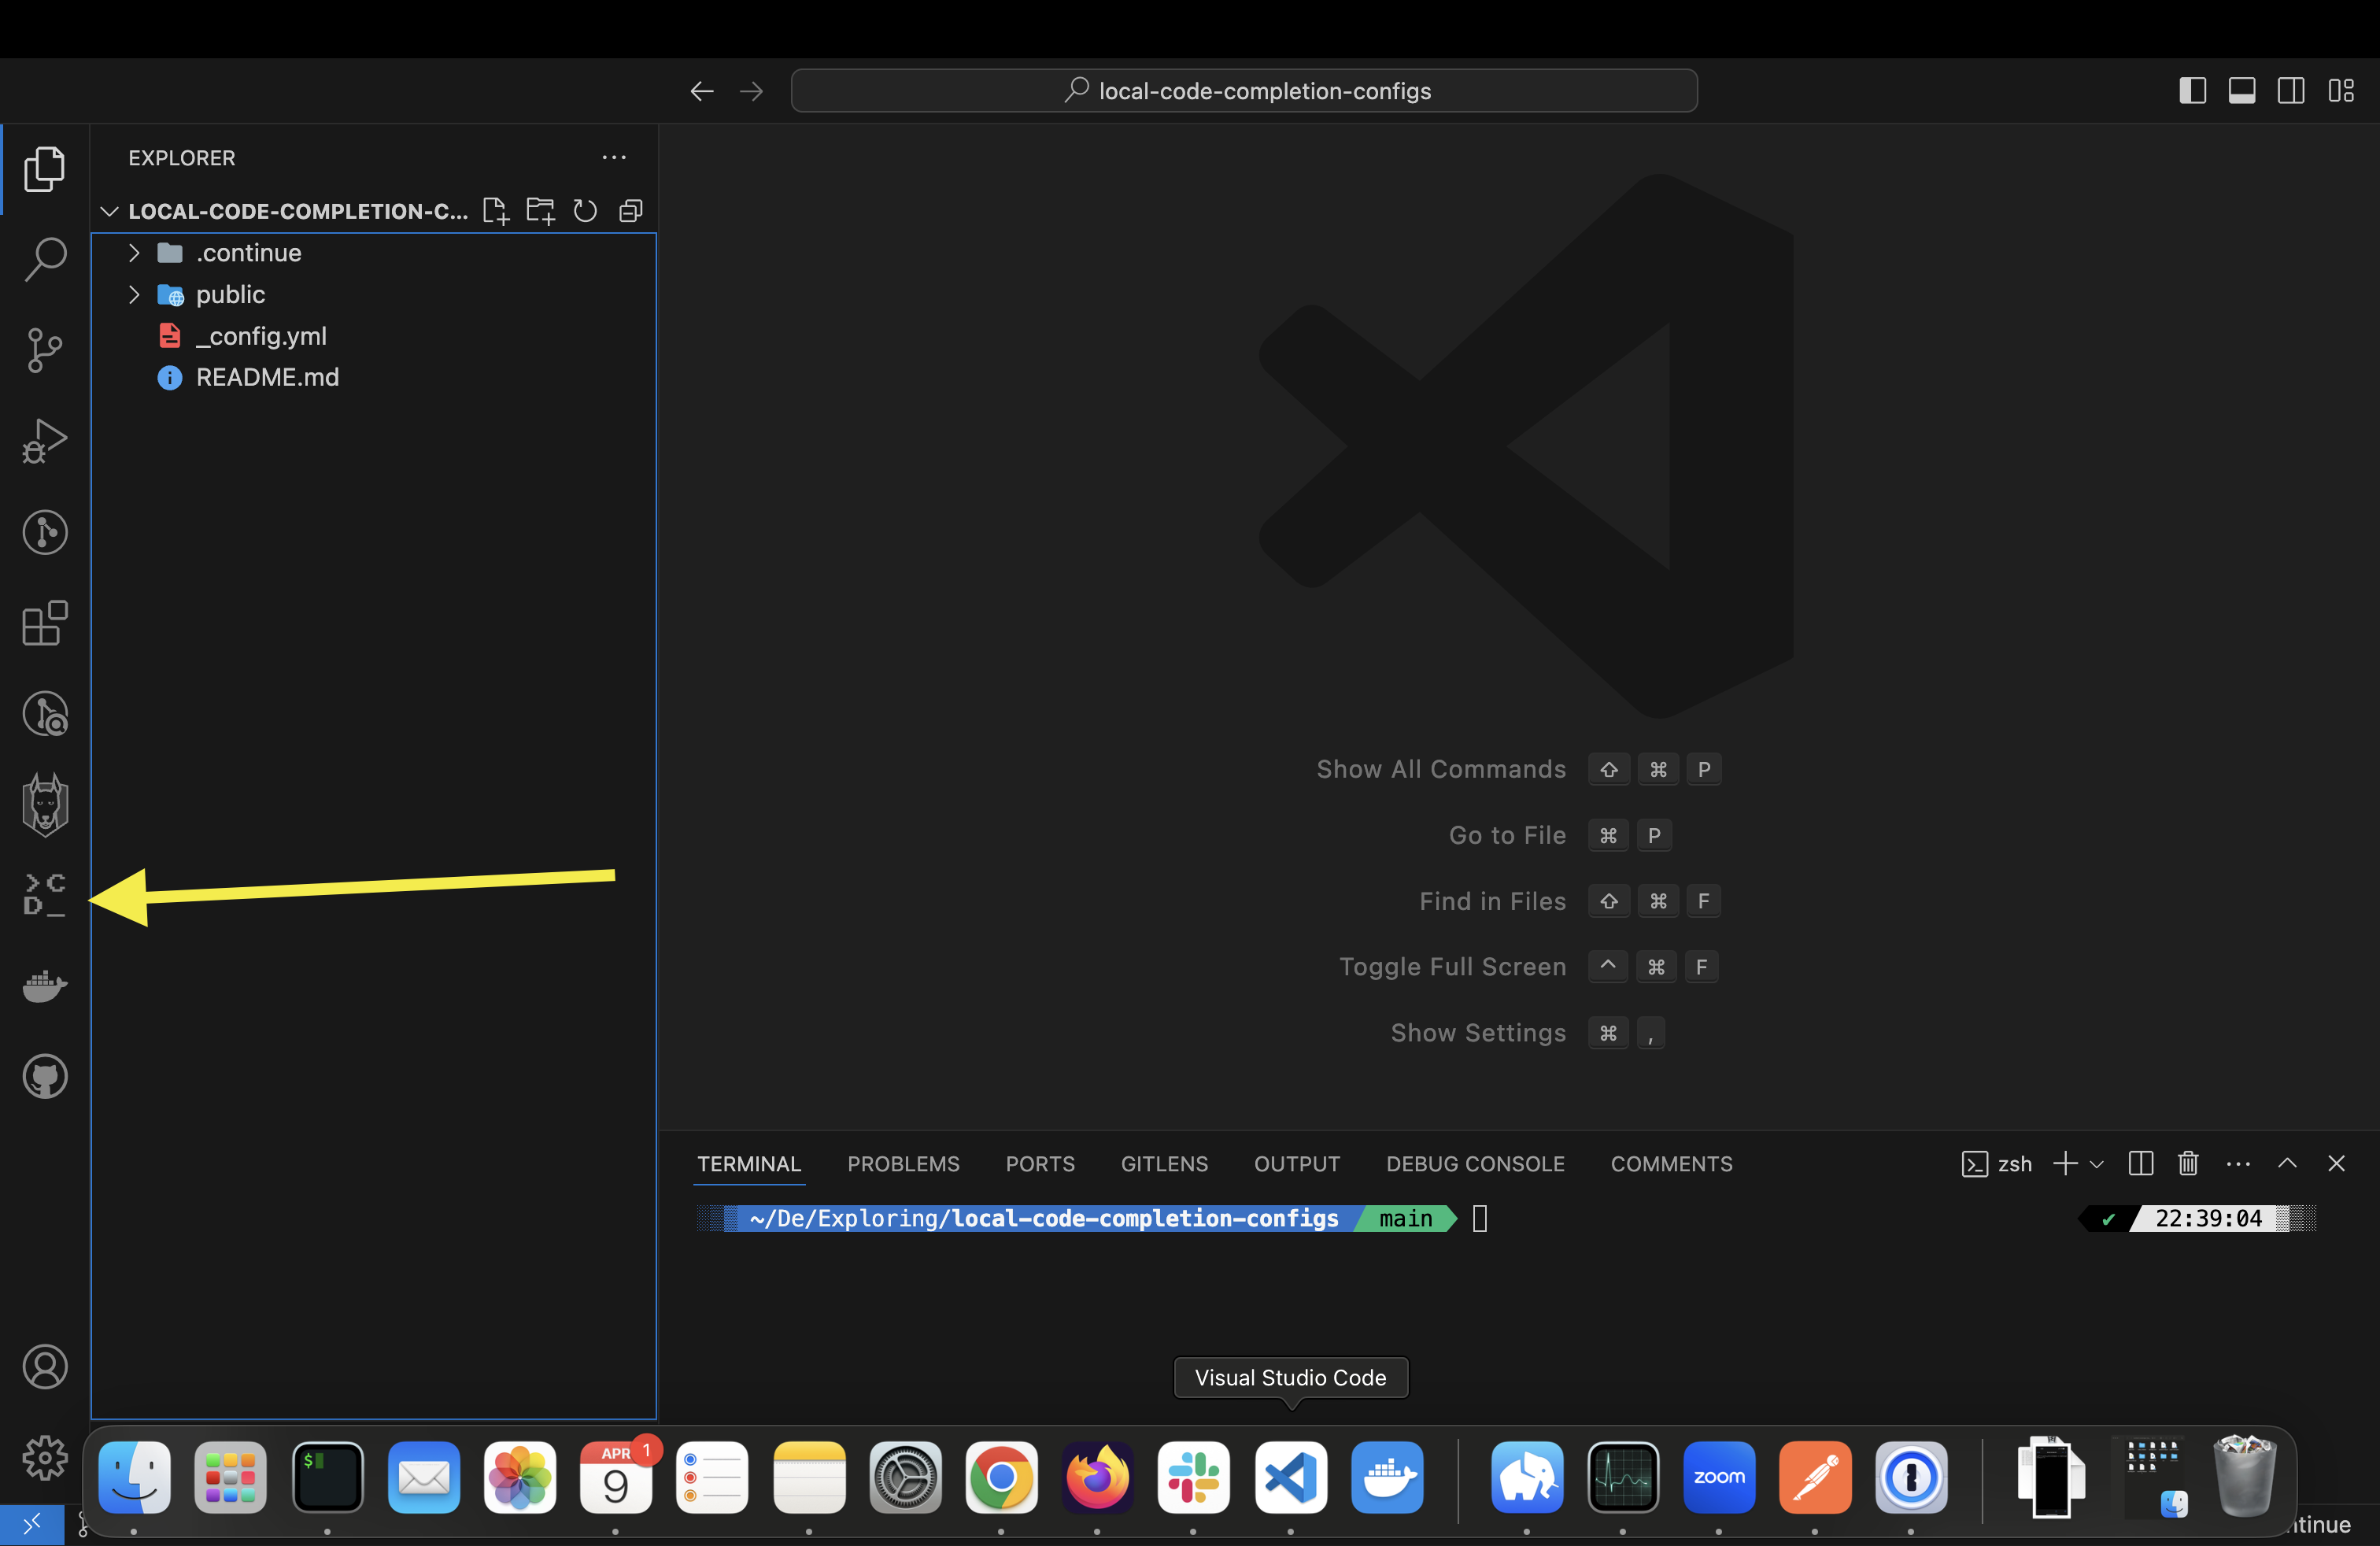 local-code-completion-configs
EXPLORER
LOCAL-CODE-COMPLETION-C...
.continue
public
_config.yml
README.md
>C
D_
Show All Commands ⇧ ⌘ P
Go to File ⌘ P
Find in Files ⇧ ⌘ F
Toggle Full Screen ^ ⌘ F
Show Settings ⌘ ,
TERMINAL PROBLEMS PORTS GITLENS OUTPUT DEBUG CONSOLE COMMENTS zsh
~/De/Exploring/local-code-completion-configs main ✔ 22:39:04
Visual Studio Code
$
APR 1
9
zoom